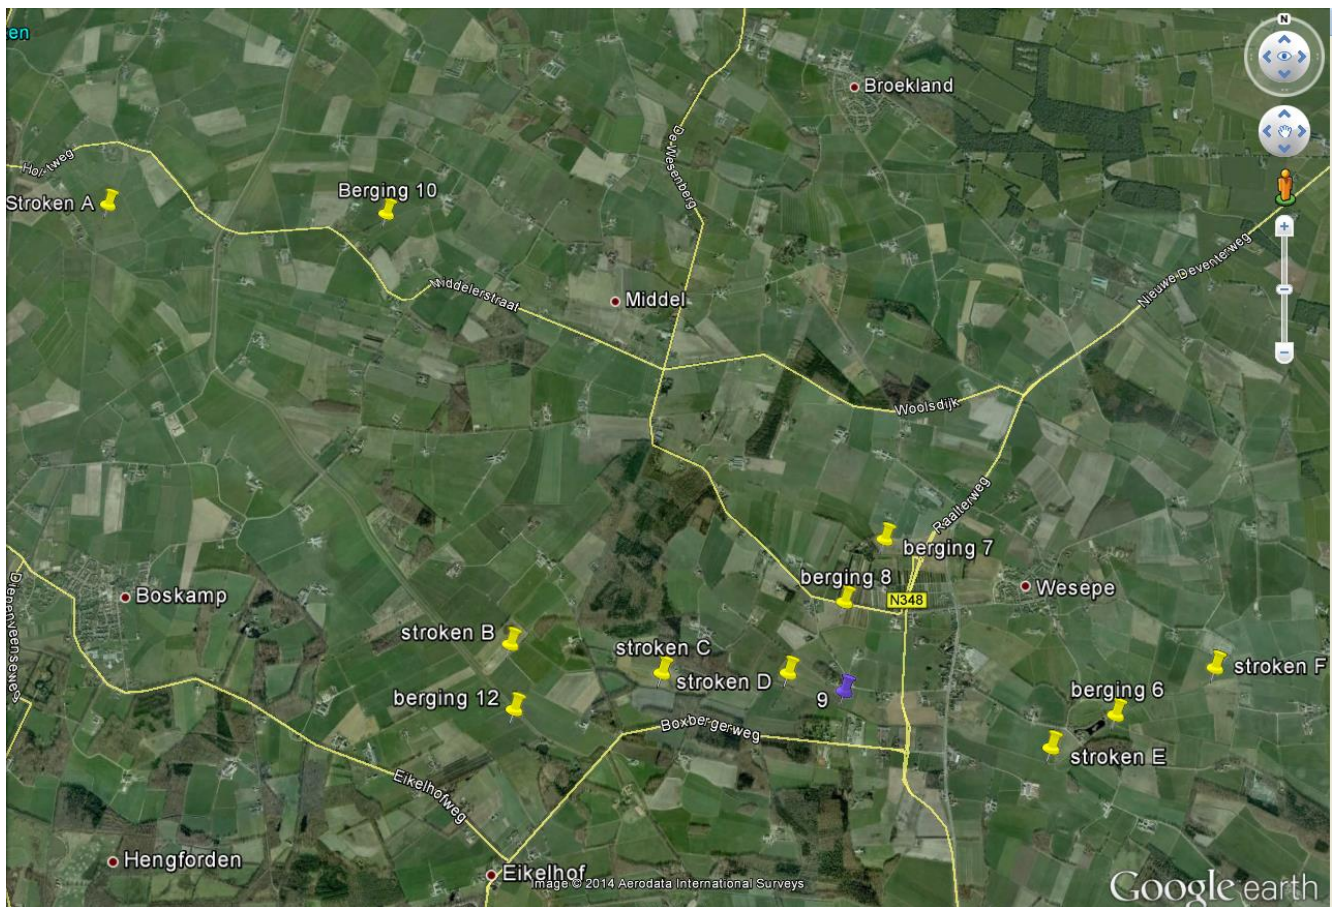 een
N
Broekland
Holtweg
De Wesenberg
Stroken A
Berging 10
Nieuwe Deventerweg
Middelerstraat
Middel
Woolsdijk
Raalterweg
berging 7
berging 8
Wesepe
N348
Boskamp
Diepenveenseweg
stroken B
stroken C
stroken D
stroken F
berging 12
9
berging 6
Boxbergerweg
stroken E
Eikelhofweg
Hengforden
Eikelhof
Image © 2014 Aerodata International Surveys
Google earth